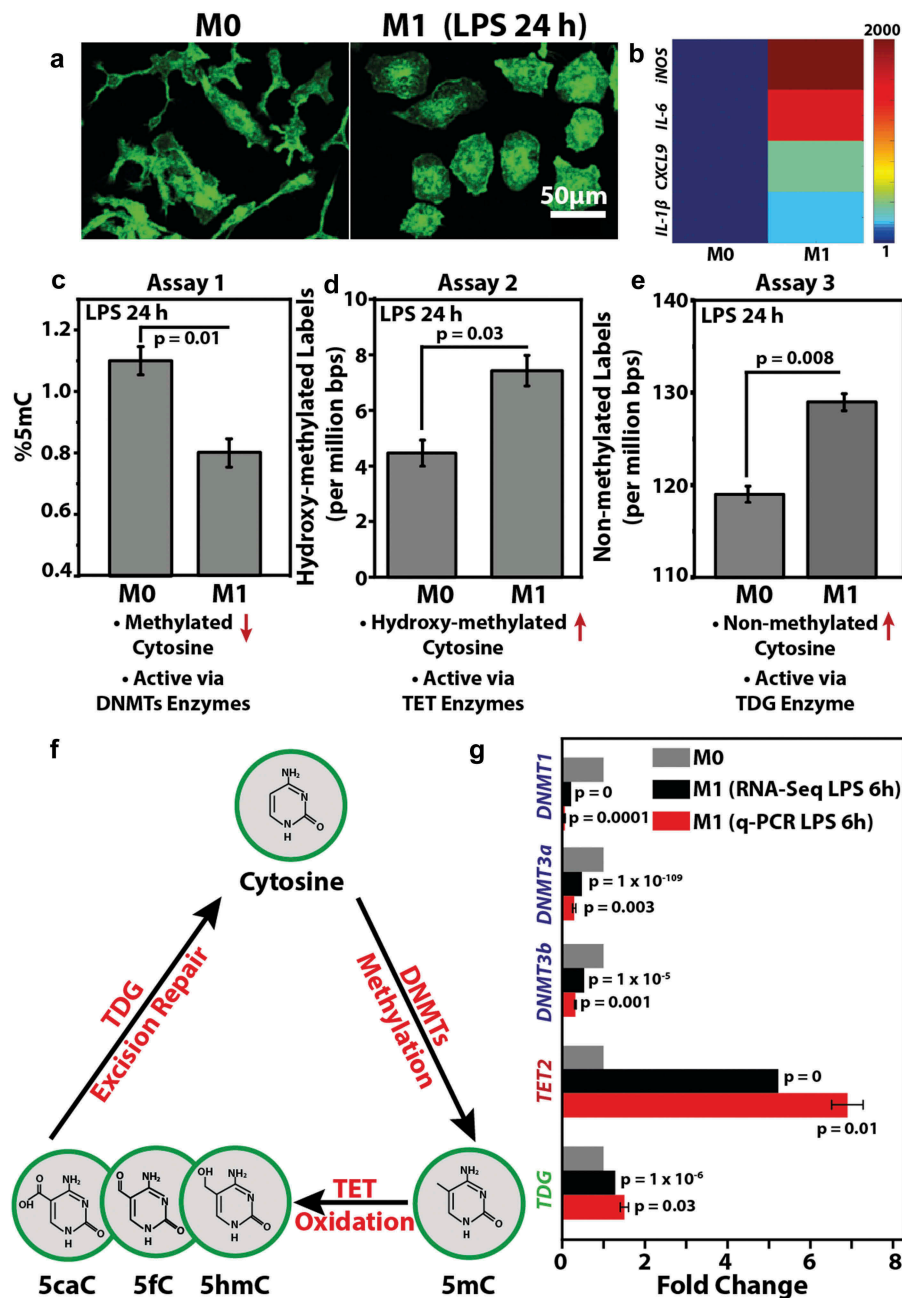 M0
M1 (LPS 24 h)
a
50μm
b
iNOS
IL-6
CXCL9
IL-1β
M0
M1
2000
1
c
Assay 1
LPS 24 h
p = 0.01
%5mC
1.2
1.0
0.8
0.6
0.4
M0
M1
• Methylated
Cytosine
• Active via
DNMTs Enzymes
d
Assay 2
LPS 24 h
p = 0.03
Hydroxy-methylated Labels
(per million bps)
10
8
6
4
2
0
M0
M1
• Hydroxy-methylated
Cytosine
• Active via
TET Enzymes
e
Assay 3
LPS 24 h
p = 0.008
Non-methylated Labels
(per million bps)
140
130
120
110
M0
M1
• Non-methylated
Cytosine
• Active via
TDG Enzyme
f
NH₂
N
N
H
O
Cytosine
TDG
Excision Repair
DNMTs
Methylation
TET
Oxidation
O
OH
NH₂
N
N
H
O
5caC
O
NH₂
N
N
H
O
5fC
OH
NH₂
N
N
H
O
5hmC
NH₂
N
N
H
O
5mC
g
M0
M1 (RNA-Seq LPS 6h)
M1 (q-PCR LPS 6h)
DNMT1
p = 0
p = 0.0001
DNMT3a
p = 1 x 10⁻¹⁰⁹
p = 0.003
DNMT3b
p = 1 x 10⁻⁵
p = 0.001
TET2
p = 0
p = 0.01
TDG
p = 1 x 10⁻⁶
p = 0.03
0
2
4
6
8
Fold Change